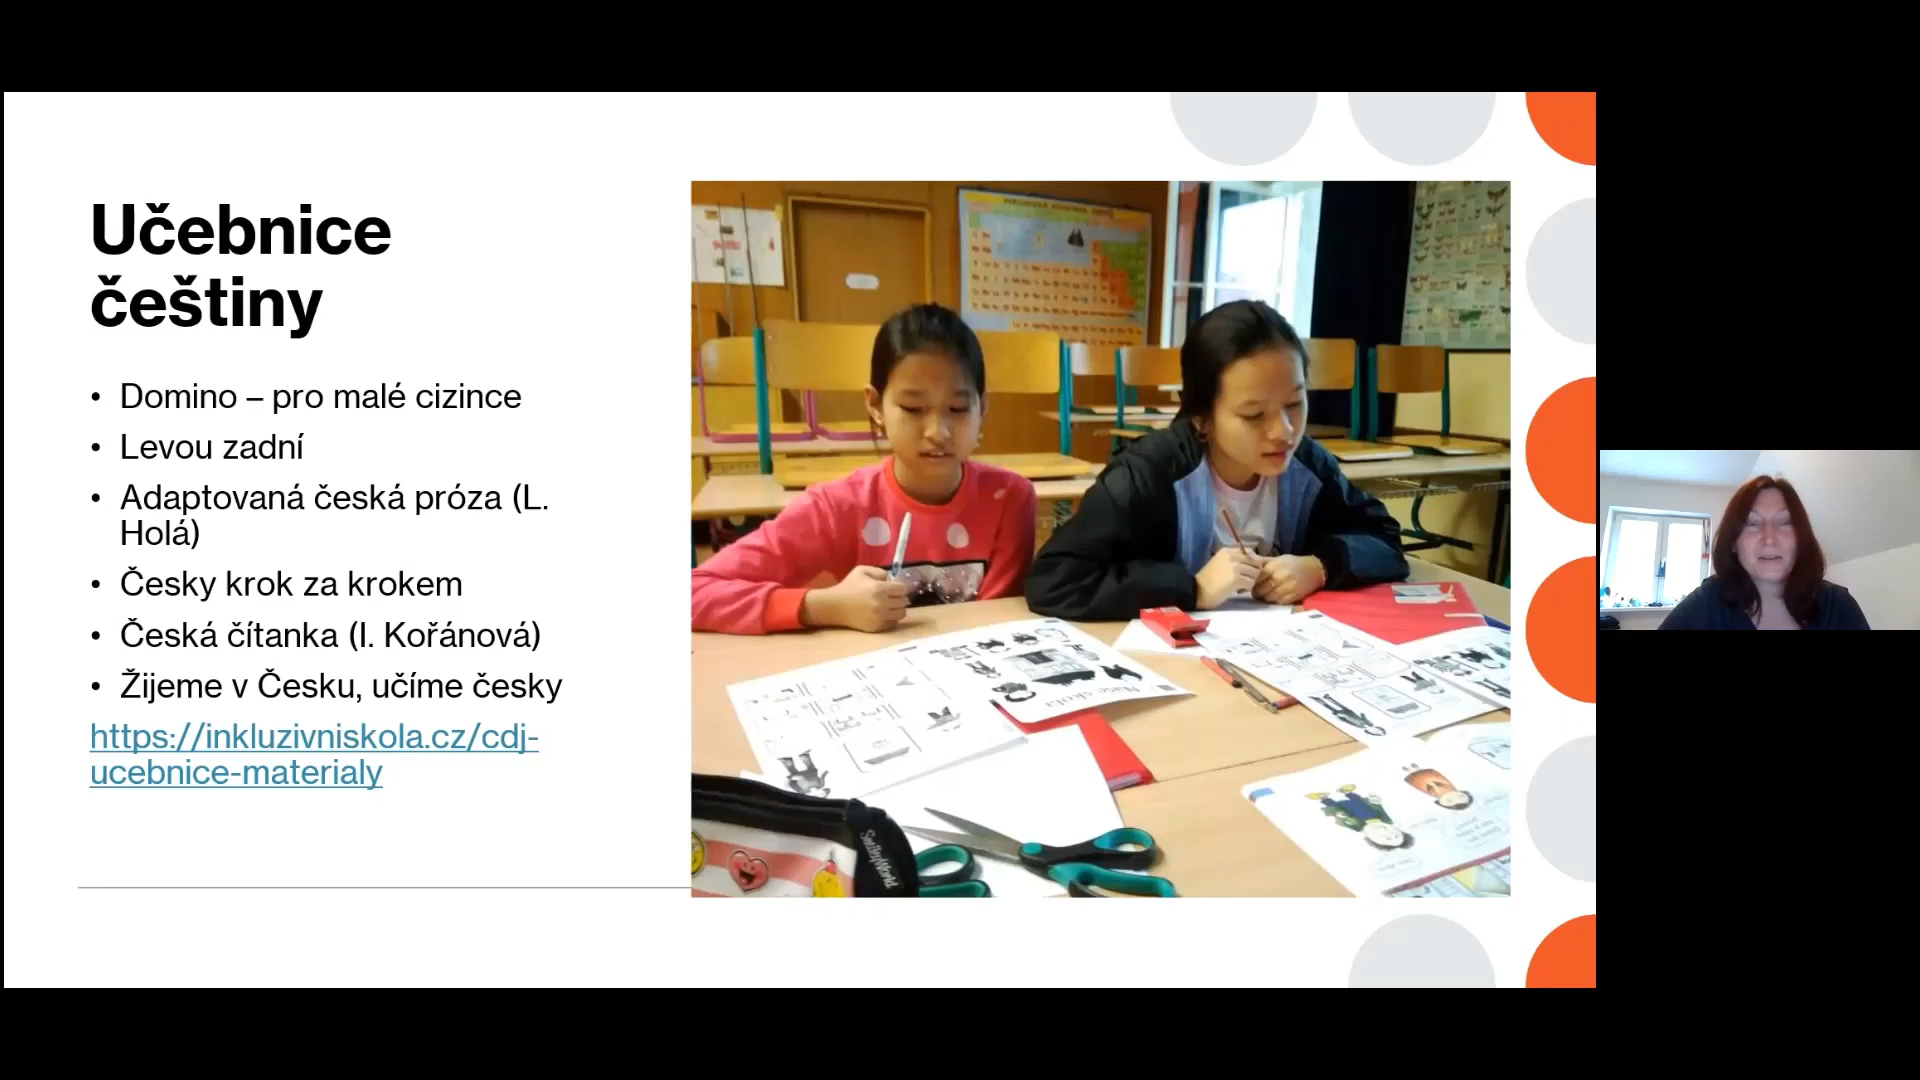 Učebnice
češtiny
• Domino – pro malé cizince
• Levou zadní
• Adaptovaná česká próza (L.
Holá)
• Česky krok za krokem
• Česká čítanka (I. Kořánová)
• Žijeme v Česku, učíme česky
https://inkluzivniskola.cz/cdj-
ucebnice-materialy
SmileyWorld